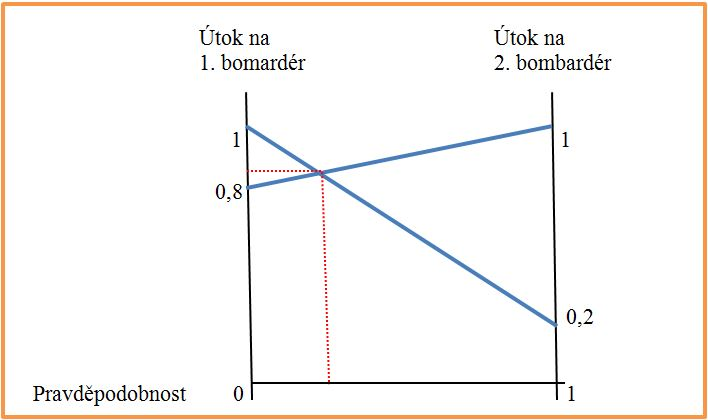 Útok na
1. bomardér
Útok na
2. bombardér
1
1
0,8
0,2
Pravděpodobnost
0
1